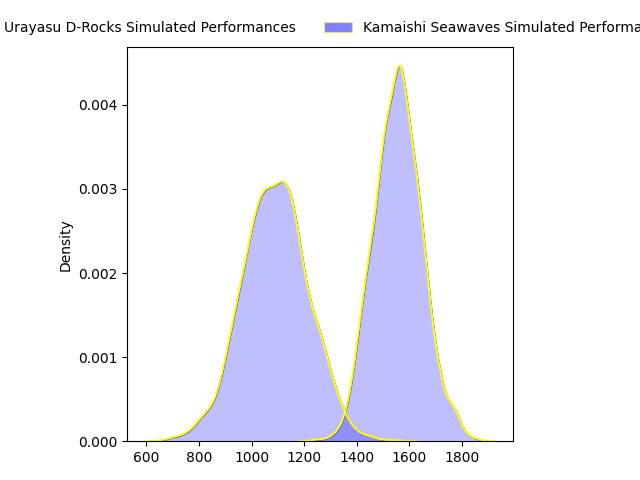 Urayasu D-Rocks Simulated Performances
Kamaishi Seawaves Simulated Performa
Density
0.004
0.003
0.002
0.001
0.000
600 800 1000 1200 1400 1600 1800